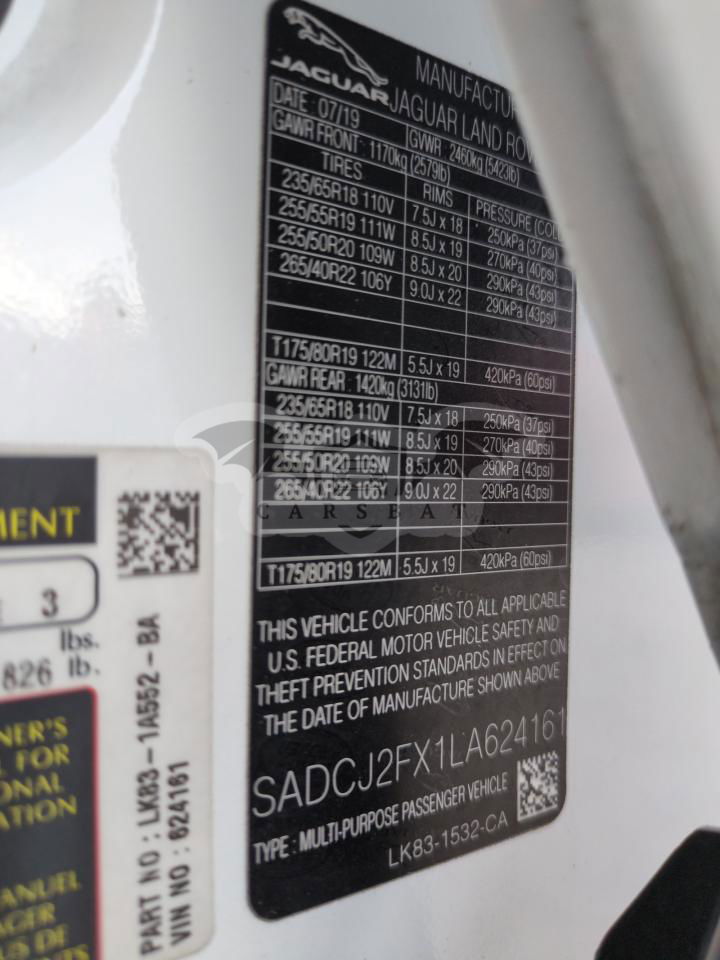 JAGUAR
MANUFACTUR
JAGUAR LAND ROV
DATE : 07/19
GVWR : 2460kg (5423lb)
GAWR FRONT : 1170kg (2579lb)
TIRES RIMS PRESSURE (COL
235/65R18 110V 7.5J x 18 250kPa (37psi)
255/55R19 111W 8.5J x 19 270kPa (40psi)
255/50R20 109W 8.5J x 20 290kPa (43psi)
265/40R22 106Y 9.0J x 22 290kPa (43psi)
T175/80R19 122M 5.5J x 19 420kPa (60psi)
GAWR REAR : 1420kg (3131lb)
235/65R18 110V 7.5J x 18 250kPa (37psi)
255/55R19 111W 8.5J x 19 270kPa (40psi)
255/50R20 109W 8.5J x 20 290kPa (43psi)
265/40R22 106Y 9.0J x 22 290kPa (43psi)
CARSBAT
T175/80R19 122M 5.5J x 19 420kPa (60psi)
THIS VEHICLE CONFORMS TO ALL APPLICABLE
U.S. FEDERAL MOTOR VEHICLE SAFETY AND
THEFT PREVENTION STANDARDS IN EFFECT ON
THE DATE OF MANUFACTURE SHOWN ABOVE
SADCJ2FX1LA624161
TYPE : MULTI-PURPOSE PASSENGER VEHICLE
LK83-1532-CA
MENT
3
lbs.
826 lb.
NER'S
L FOR
ONAL
ATION
ANUEL
AGER
US DE
MENTS
PART NO : LK83-1A552-BA
VIN NO : 624161